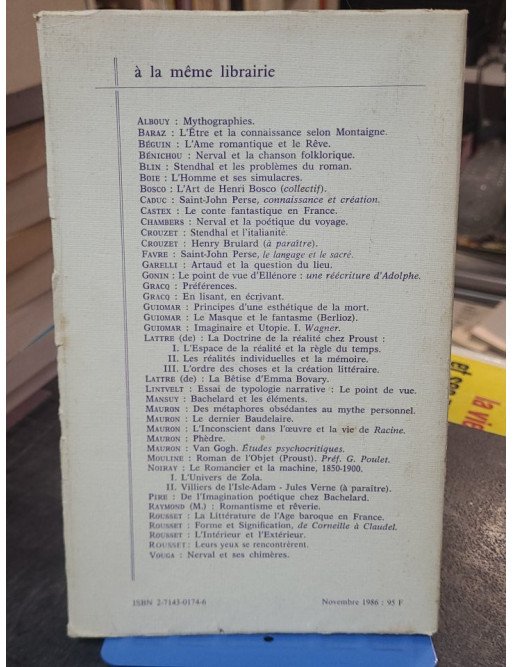 à la même librairie
ALBOUY : Mythographies.
BARAZ : L'Être et la connaissance selon Montaigne.
BÉGUIN : L'Ame romantique et le Rêve.
BÉNICHOU : Nerval et la chanson folklorique.
BLIN : Stendhal et les problèmes du roman.
BOIE : L'Homme et ses simulacres.
BOSCO : L'Art de Henri Bosco (collectif).
CADUC : Saint-John Perse, connaissance et création.
CASTEX : Le conte fantastique en France.
CHAMBERS : Nerval et la poétique du voyage.
CROUZET : Stendhal et l'italianité.
CROUZET : Henry Brulard (à paraître).
FAVRE : Saint-John Perse, le langage et le sacré.
GARELLI : Artaud et la question du lieu.
GONIN : Le point de vue d'Ellénore : une réécriture d'Adolphe.
GRACQ : Préférences.
GRACQ : En lisant, en écrivant.
GUIOMAR : Principes d'une esthétique de la mort.
GUIOMAR : Le Masque et le fantasme (Berlioz).
GUIOMAR : Imaginaire et Utopie. I. Wagner.
LATTRE (de) : La Doctrine de la réalité chez Proust :
I. L'Espace de la réalité et la règle du temps.
II. Les réalités individuelles et la mémoire.
III. L'ordre des choses et la création littéraire.
LATTRE (de) : La Bêtise d'Emma Bovary.
LINTVELT : Essai de typologie narrative : Le point de vue.
MANSUY : Bachelard et les éléments.
MAURON : Des métaphores obsédantes au mythe personnel.
MAURON : Le dernier Baudelaire.
MAURON : L'Inconscient dans l'œuvre et la vie de Racine.
MAURON : Phèdre.
MAURON : Van Gogh. Études psychocritiques.
MOULINE : Roman de l'Objet (Proust). Préf. G. Poulet.
NOIRAY : Le Romancier et la machine, 1850-1900.
I. L'Univers de Zola.
II. Villiers de l'Isle-Adam - Jules Verne (à paraître).
PIRE : De l'Imagination poétique chez Bachelard.
RAYMOND (M.) : Romantisme et rêverie.
ROUSSET : La Littérature de l'Age baroque en France.
ROUSSET : Forme et Signification, de Corneille à Claudel.
ROUSSET : L'Intérieur et l'Extérieur.
ROUSSET : Leurs yeux se rencontrèrent.
VOUGA : Nerval et ses chimères.
ISBN 2-7143-0174-6
Novembre 1986 : 95 F
la vie